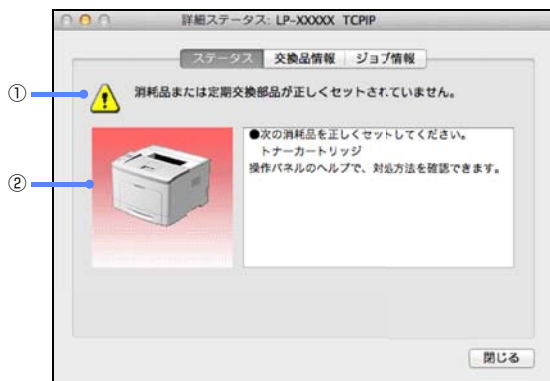 詳細ステータス: LP-XXXXX TCPIP
ステータス 交換品情報 ジョブ情報
① 消耗品または定期交換部品が正しくセットされていません。
②
●次の消耗品を正しくセットしてください。
トナーカートリッジ
操作パネルのヘルプで、対処方法を確認できます。
閉じる